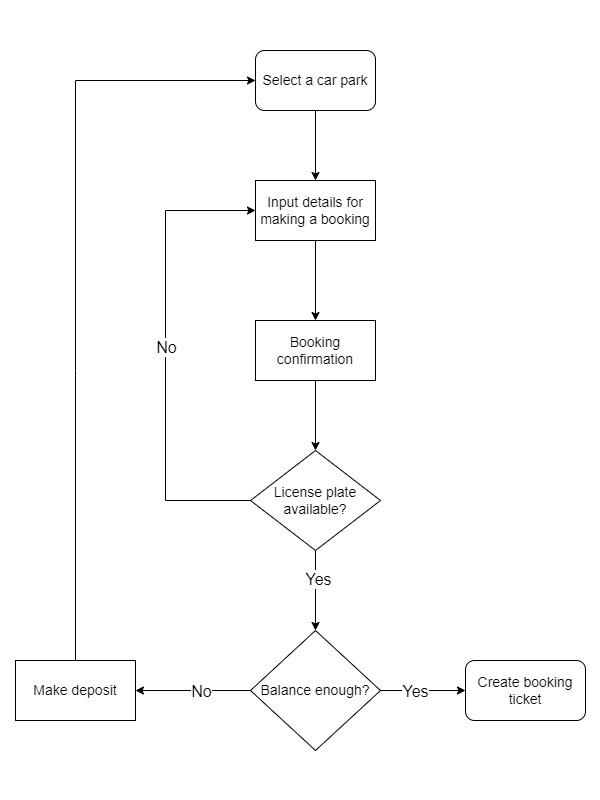 Select a car park
Input details for
making a booking
Booking
confirmation
No
License plate
available?
Yes
Make deposit
No
Balance enough?
Yes
Create booking
ticket